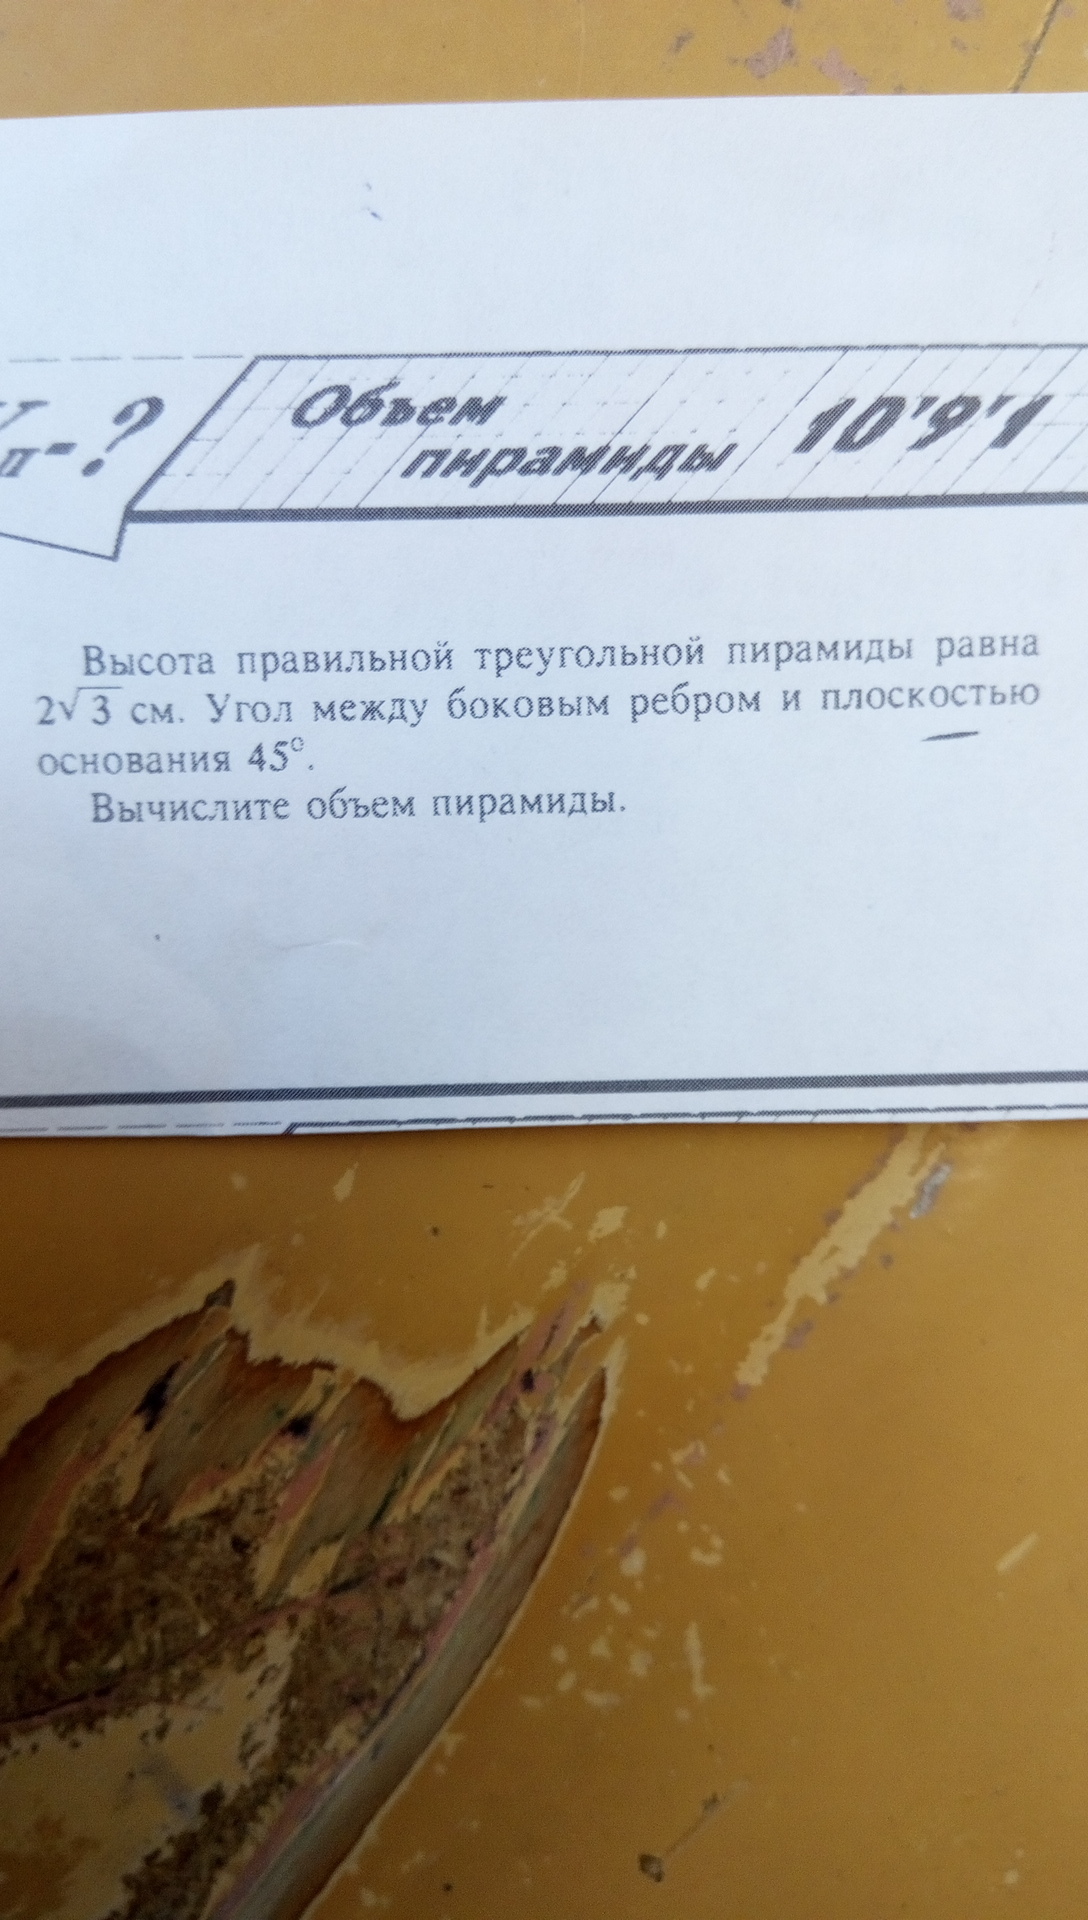 п-?
Объем
пирамиды
10'9'1
Высота правильной треугольной пирамиды равна
2√3 см. Угол между боковым ребром и плоскостью
основания 45°.
Вычислите объем пирамиды.